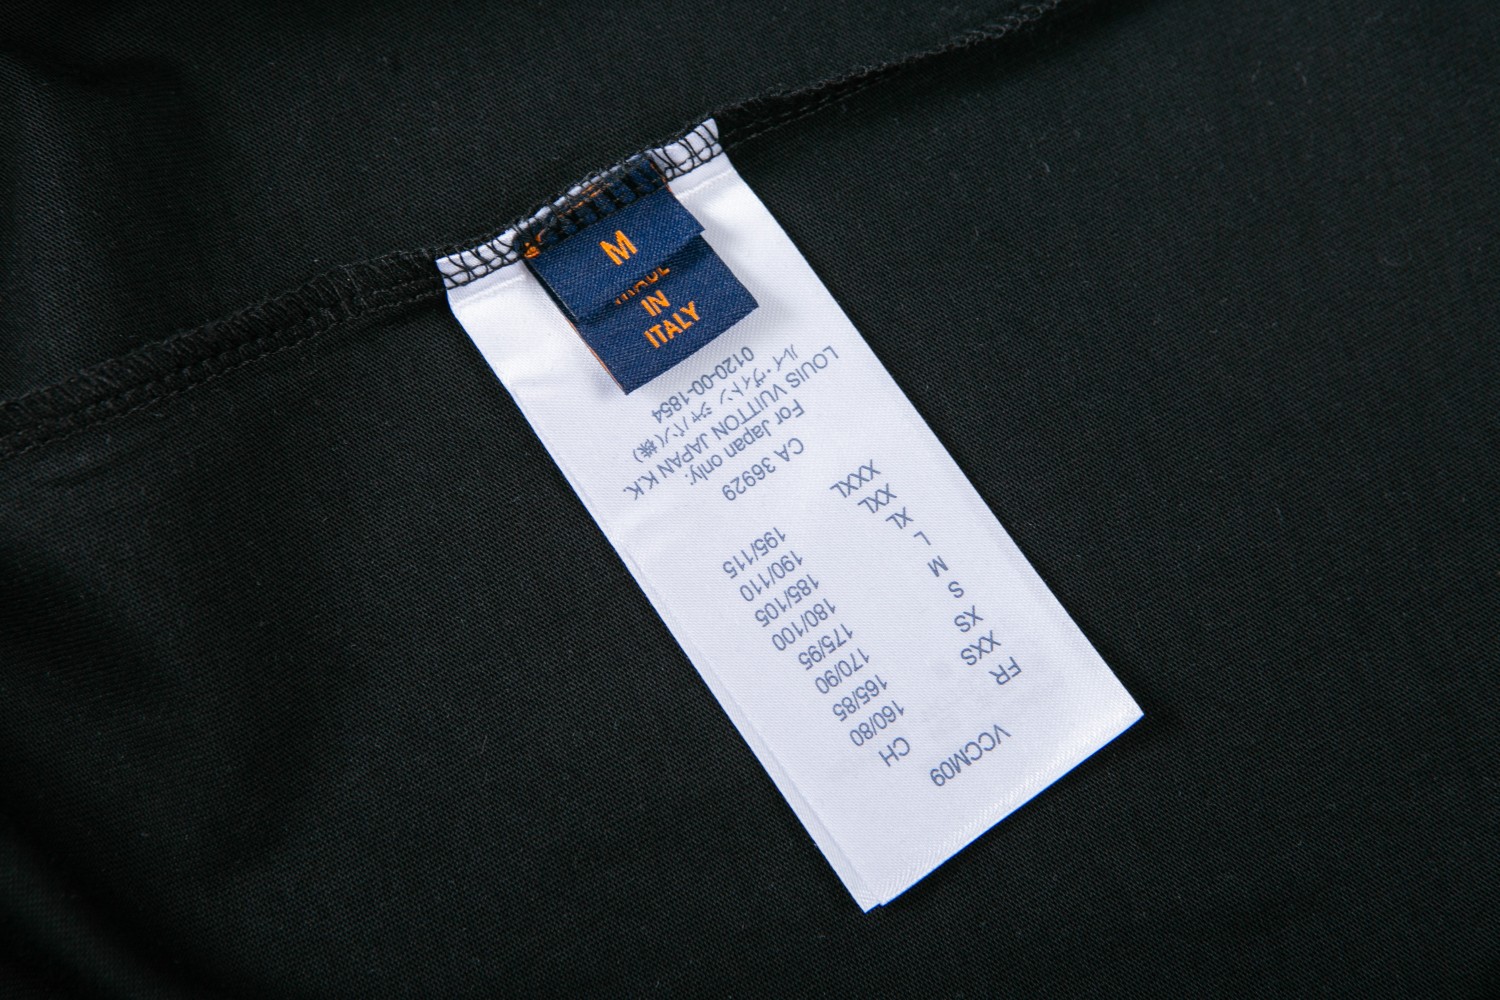 M
MADE
IN
ITALY
VCCM09
FR CH
XXS 160/80
XS 165/85
S 170/90
M 175/95
L 180/100
XL 185/105
XXL 190/110
XXXL 195/115
CA 36929
For Japan only:
LOUIS VUITTON JAPAN K.K.
ルイ・ヴィトン ジャパン(株)
0120-00-1854